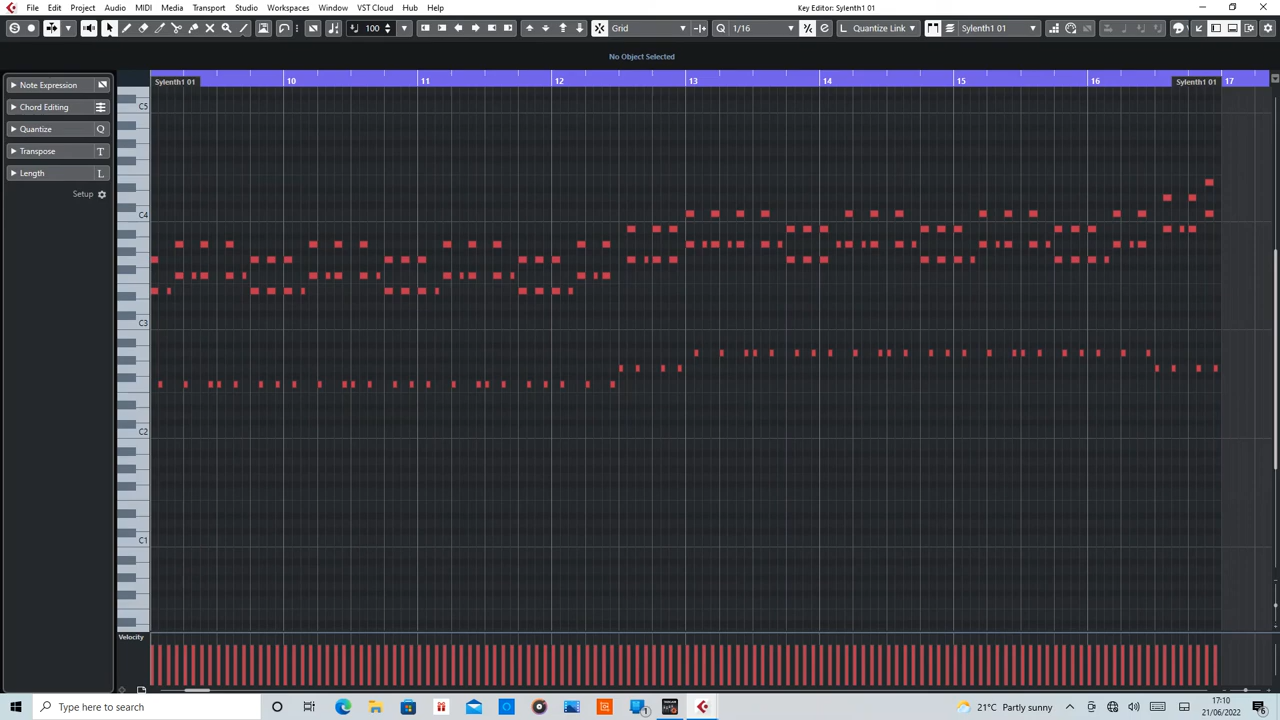 File Edit Project Audio MIDI Media Transport Studio Workspaces Window VST Cloud Hub Help
Key Editor: Sylenth1 01
100 Grid 1/16 Quantize Link Sylenth1 01
No Object Selected
Note Expression
Chord Editing
Quantize Q
Transpose T
Length L
Setup
10 11 12 13 14 15 16 17
Sylenth1 01 Sylenth1 01
C5
C4
C3
C2
C1
Velocity
Type here to search
21°C Partly sunny
17:10
21/06/2022